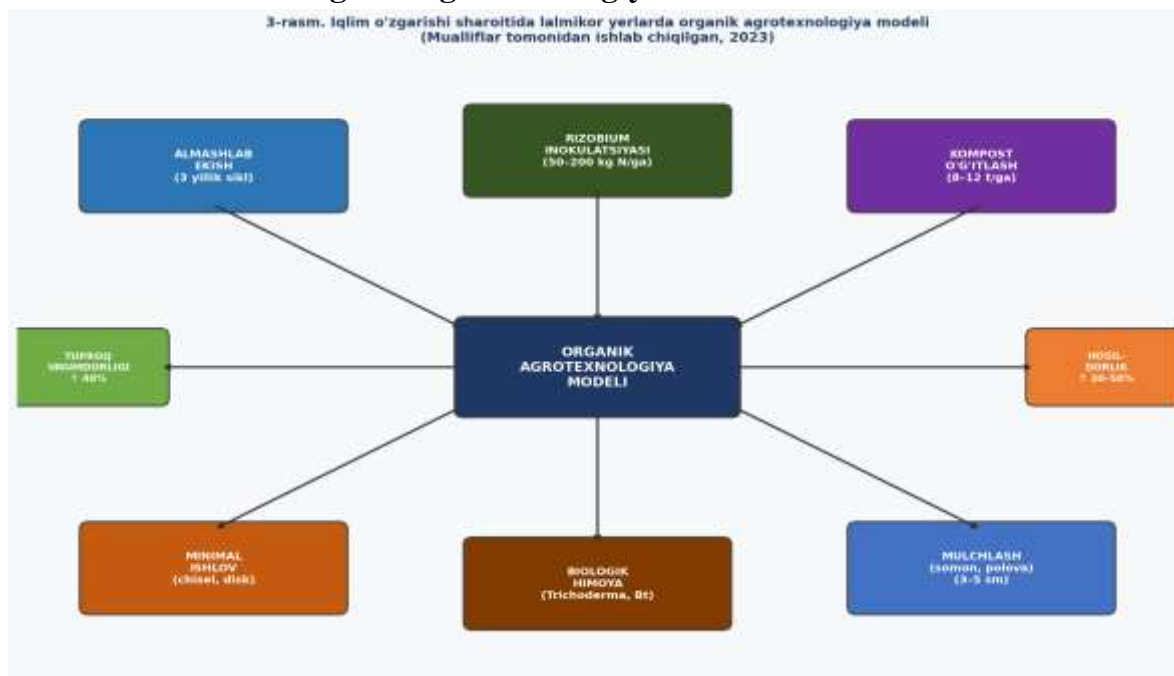 3-rasm. Iqlim o'zgarishi sharoitida lalmikor yerlarda organik agrotexnologiya modeli
(Mualliflar tomonidan ishlab chiqilgan, 2023)
ALMASHLAB
EKISH
(3 yillik sikl)
RIZOBIUM
INOKULATSIYASI
(50–200 kg N/ga)
KOMPOST
O'G'ITLASH
(8–12 t/ga)
TUPROQ
UNUMDORLIGI
↑ 40%
ORGANIK
AGROTEXNOLOGIYA
MODELI
HOSIL-
DORLIK
MINIMAL
ISHLOV
(chisel, disk)
BIOLOGIK
HIMOYA
(Trichoderma, Bt)
MULCHLASH
(somon, polova)
(3–5 sm)